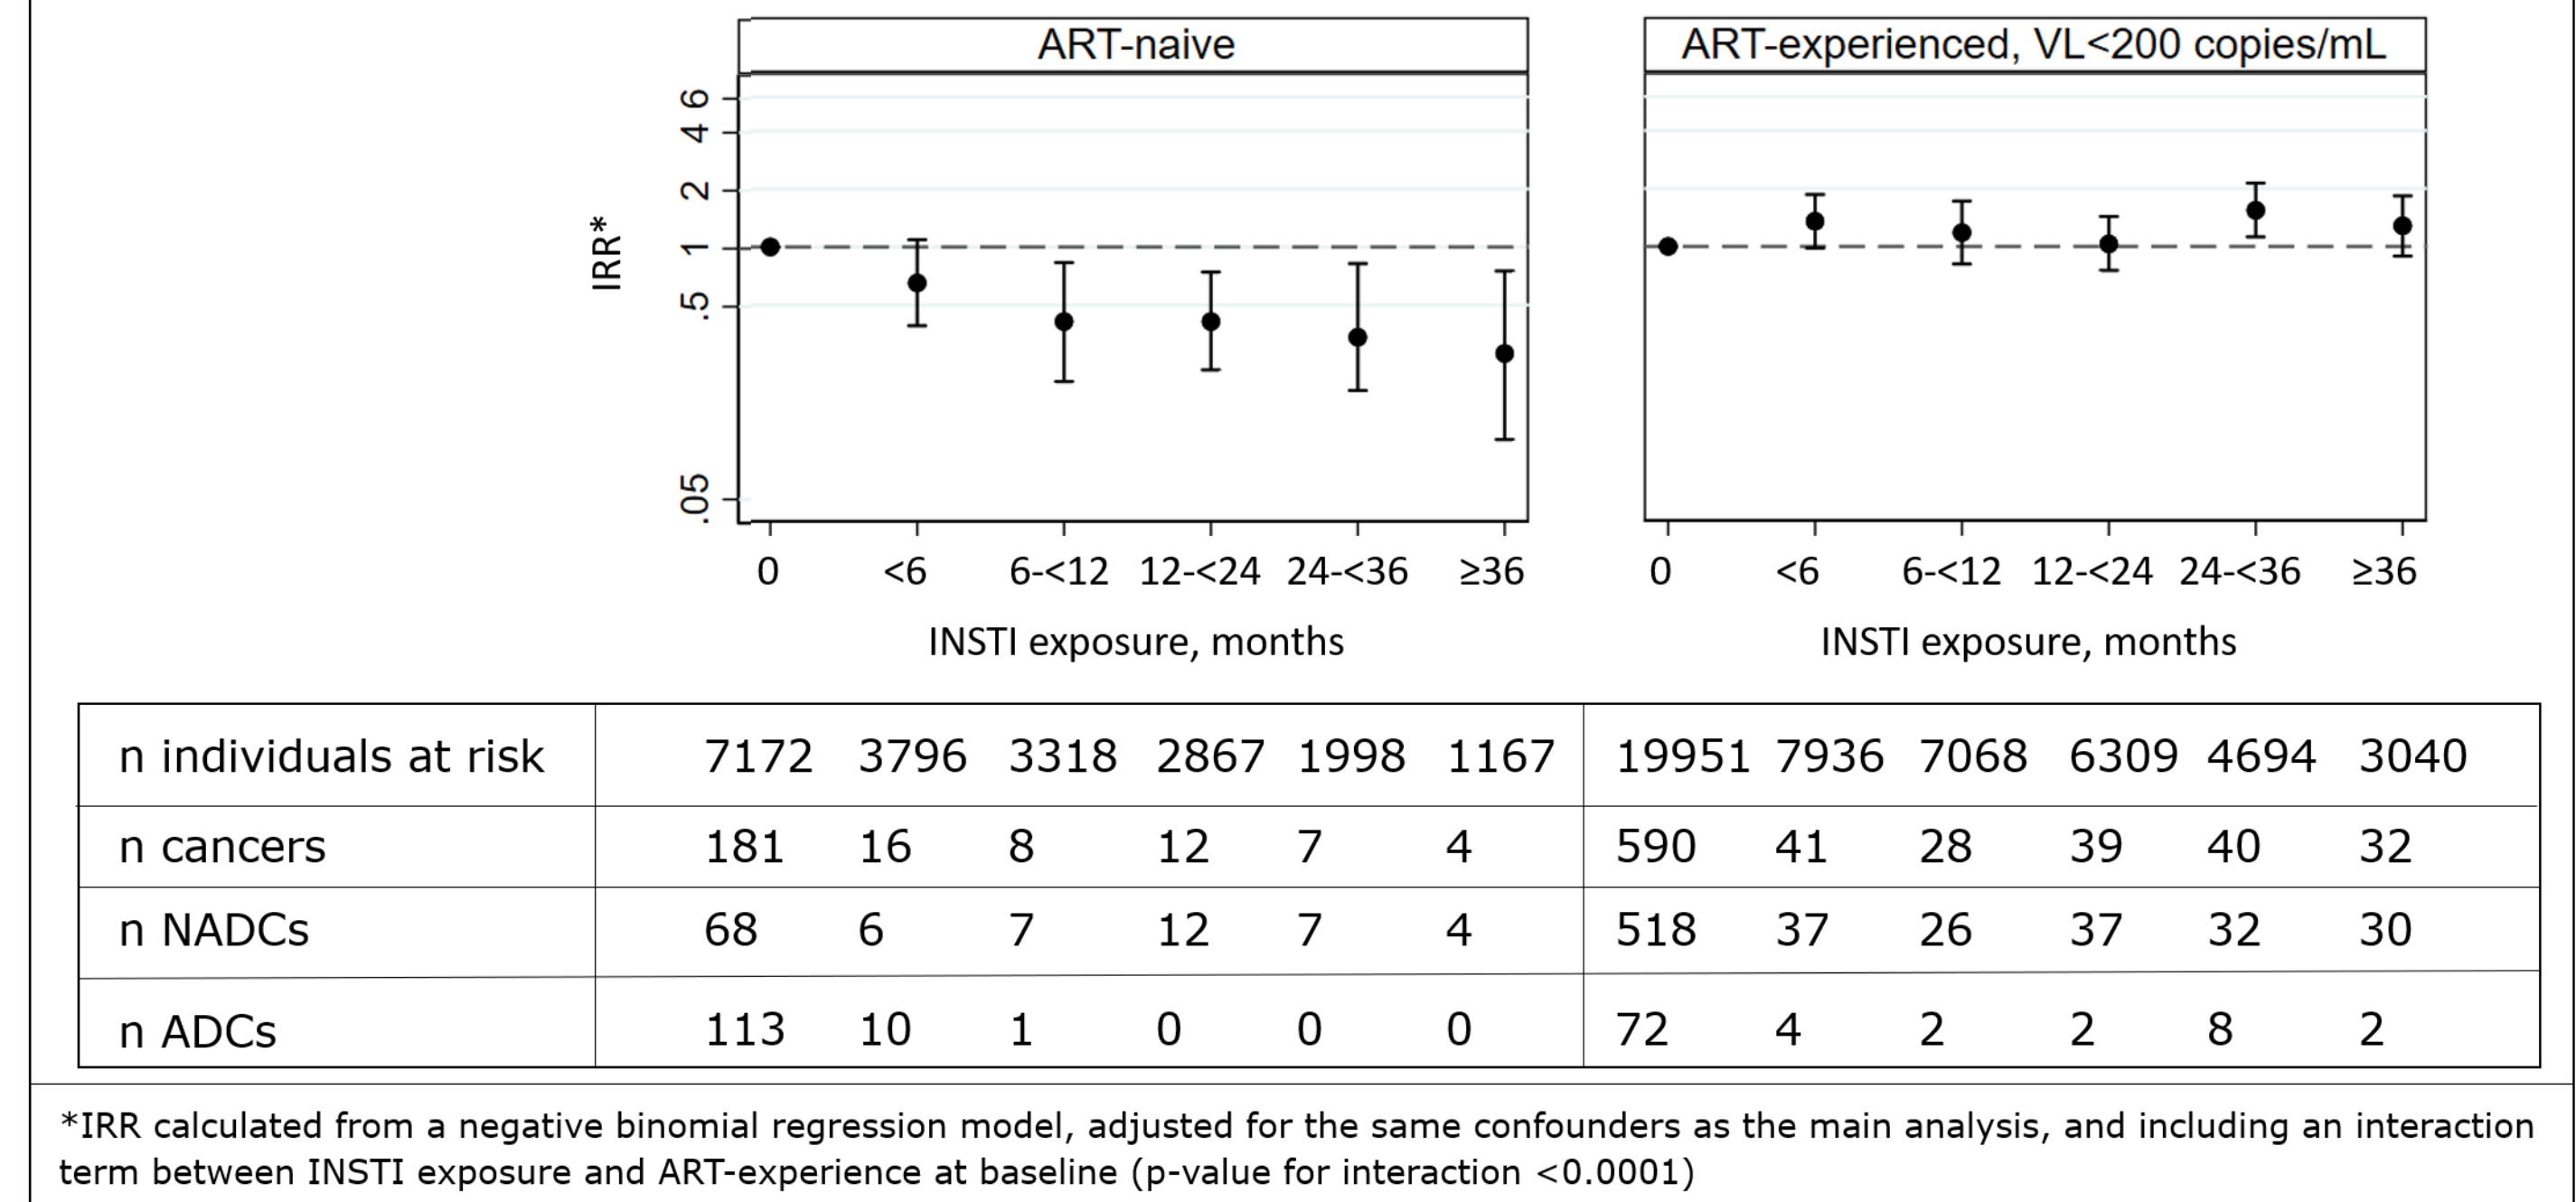 ART-naive
ART-experienced, VL<200 copies/mL
IRR*
6
4
2
1
.5
.05
0 <6 6-<12 12-<24 24-<36 ≥36
0 <6 6-<12 12-<24 24-<36 ≥36
INSTI exposure, months
INSTI exposure, months
n individuals at risk 7172 3796 3318 2867 1998 1167 19951 7936 7068 6309 4694 3040
n cancers 181 16 8 12 7 4 590 41 28 39 40 32
n NADCs 68 6 7 12 7 4 518 37 26 37 32 30
n ADCs 113 10 1 0 0 0 72 4 2 2 8 2
*IRR calculated from a negative binomial regression model, adjusted for the same confounders as the main analysis, and including an interaction
term between INSTI exposure and ART-experience at baseline (p-value for interaction <0.0001)